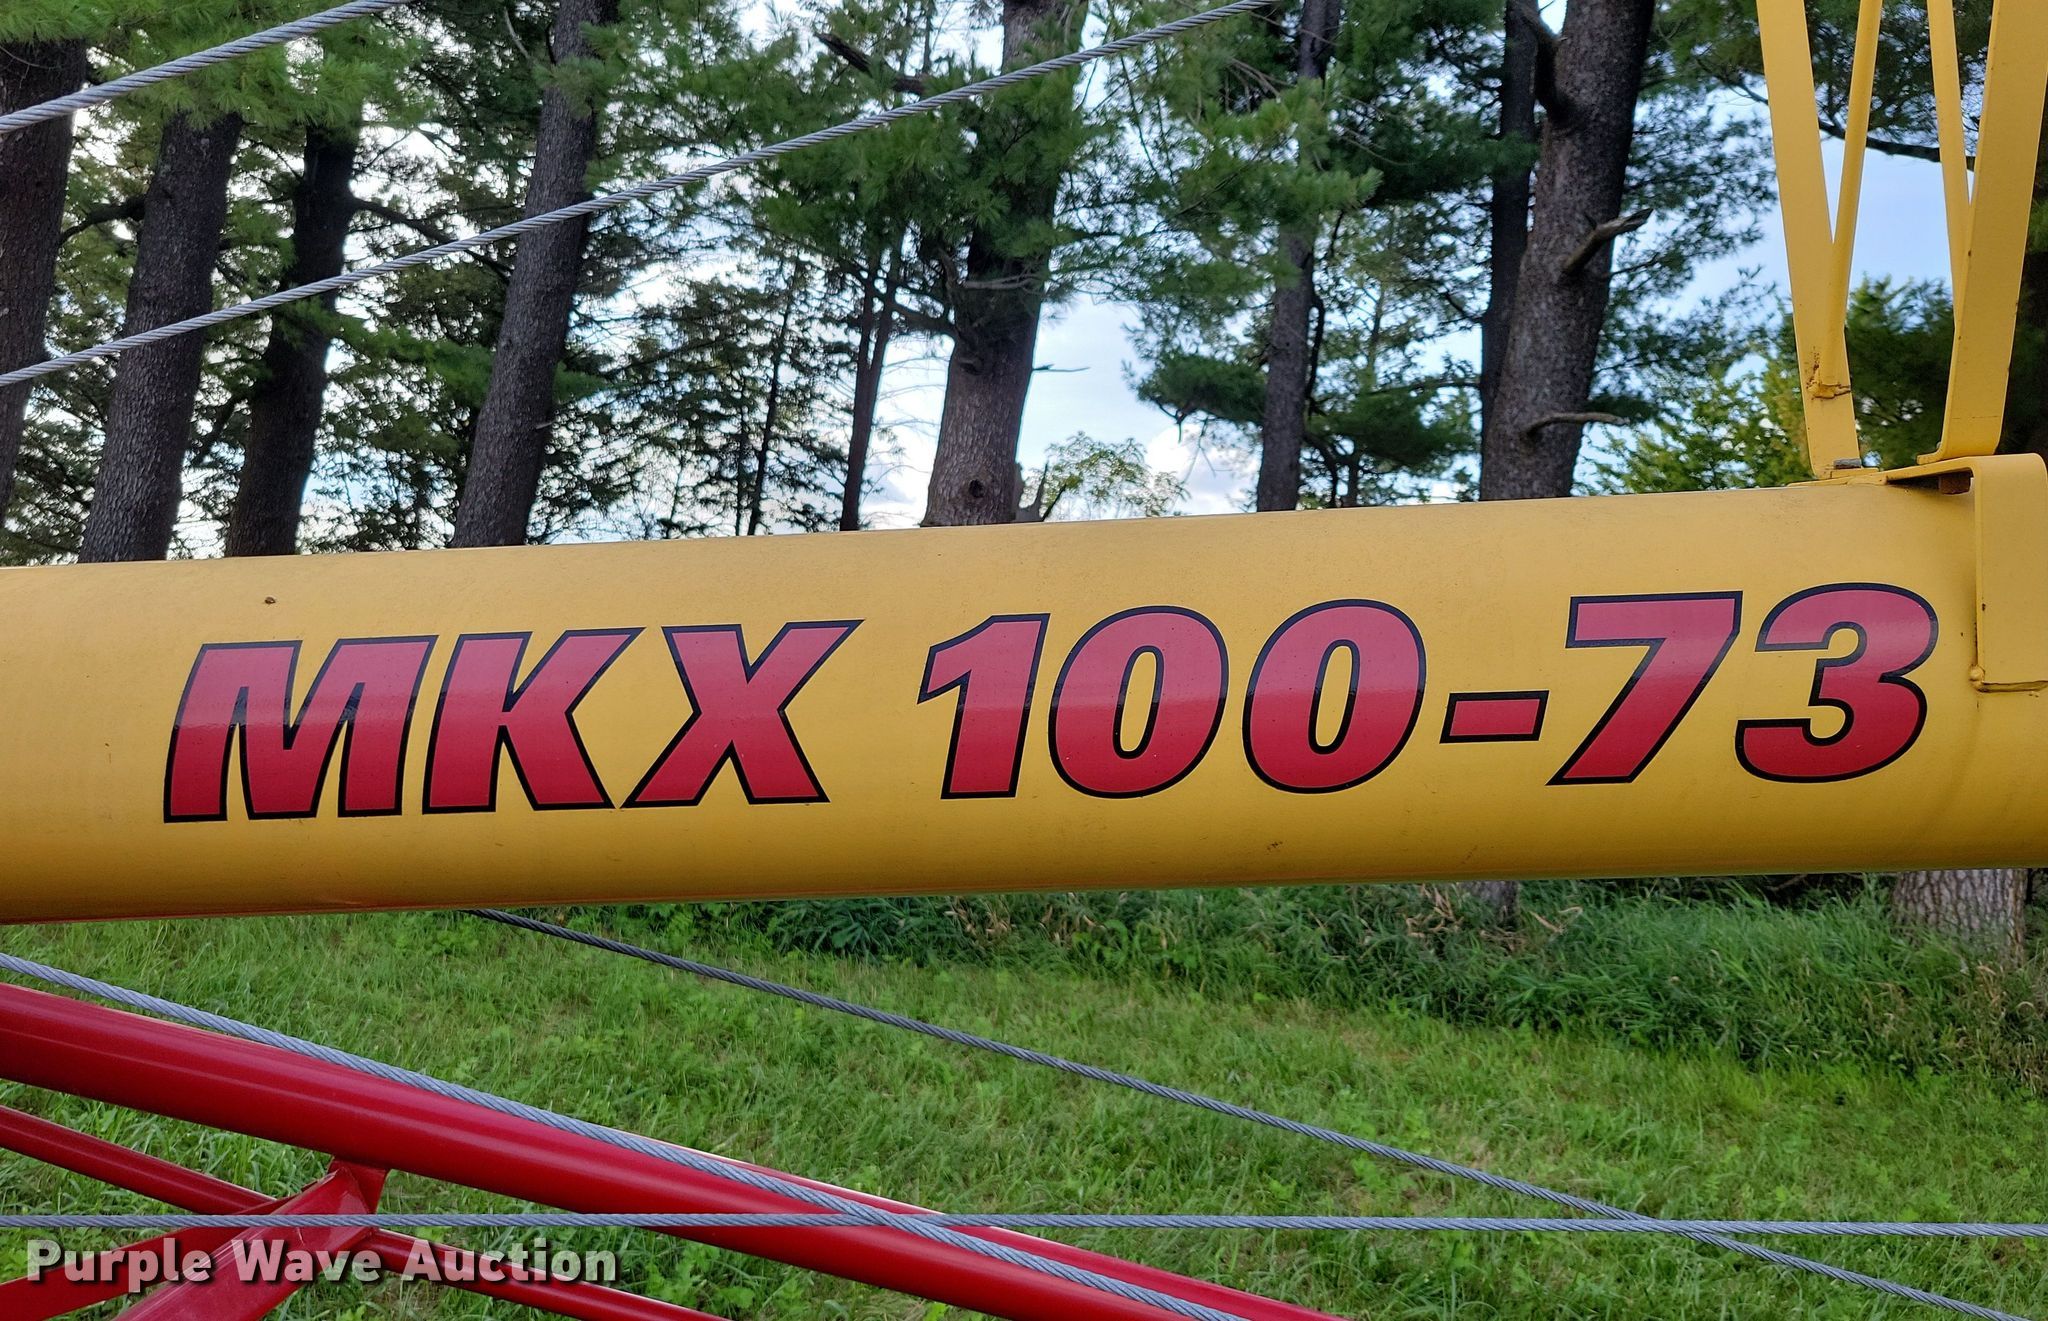 MKX 100-73
Purple Wave Auction